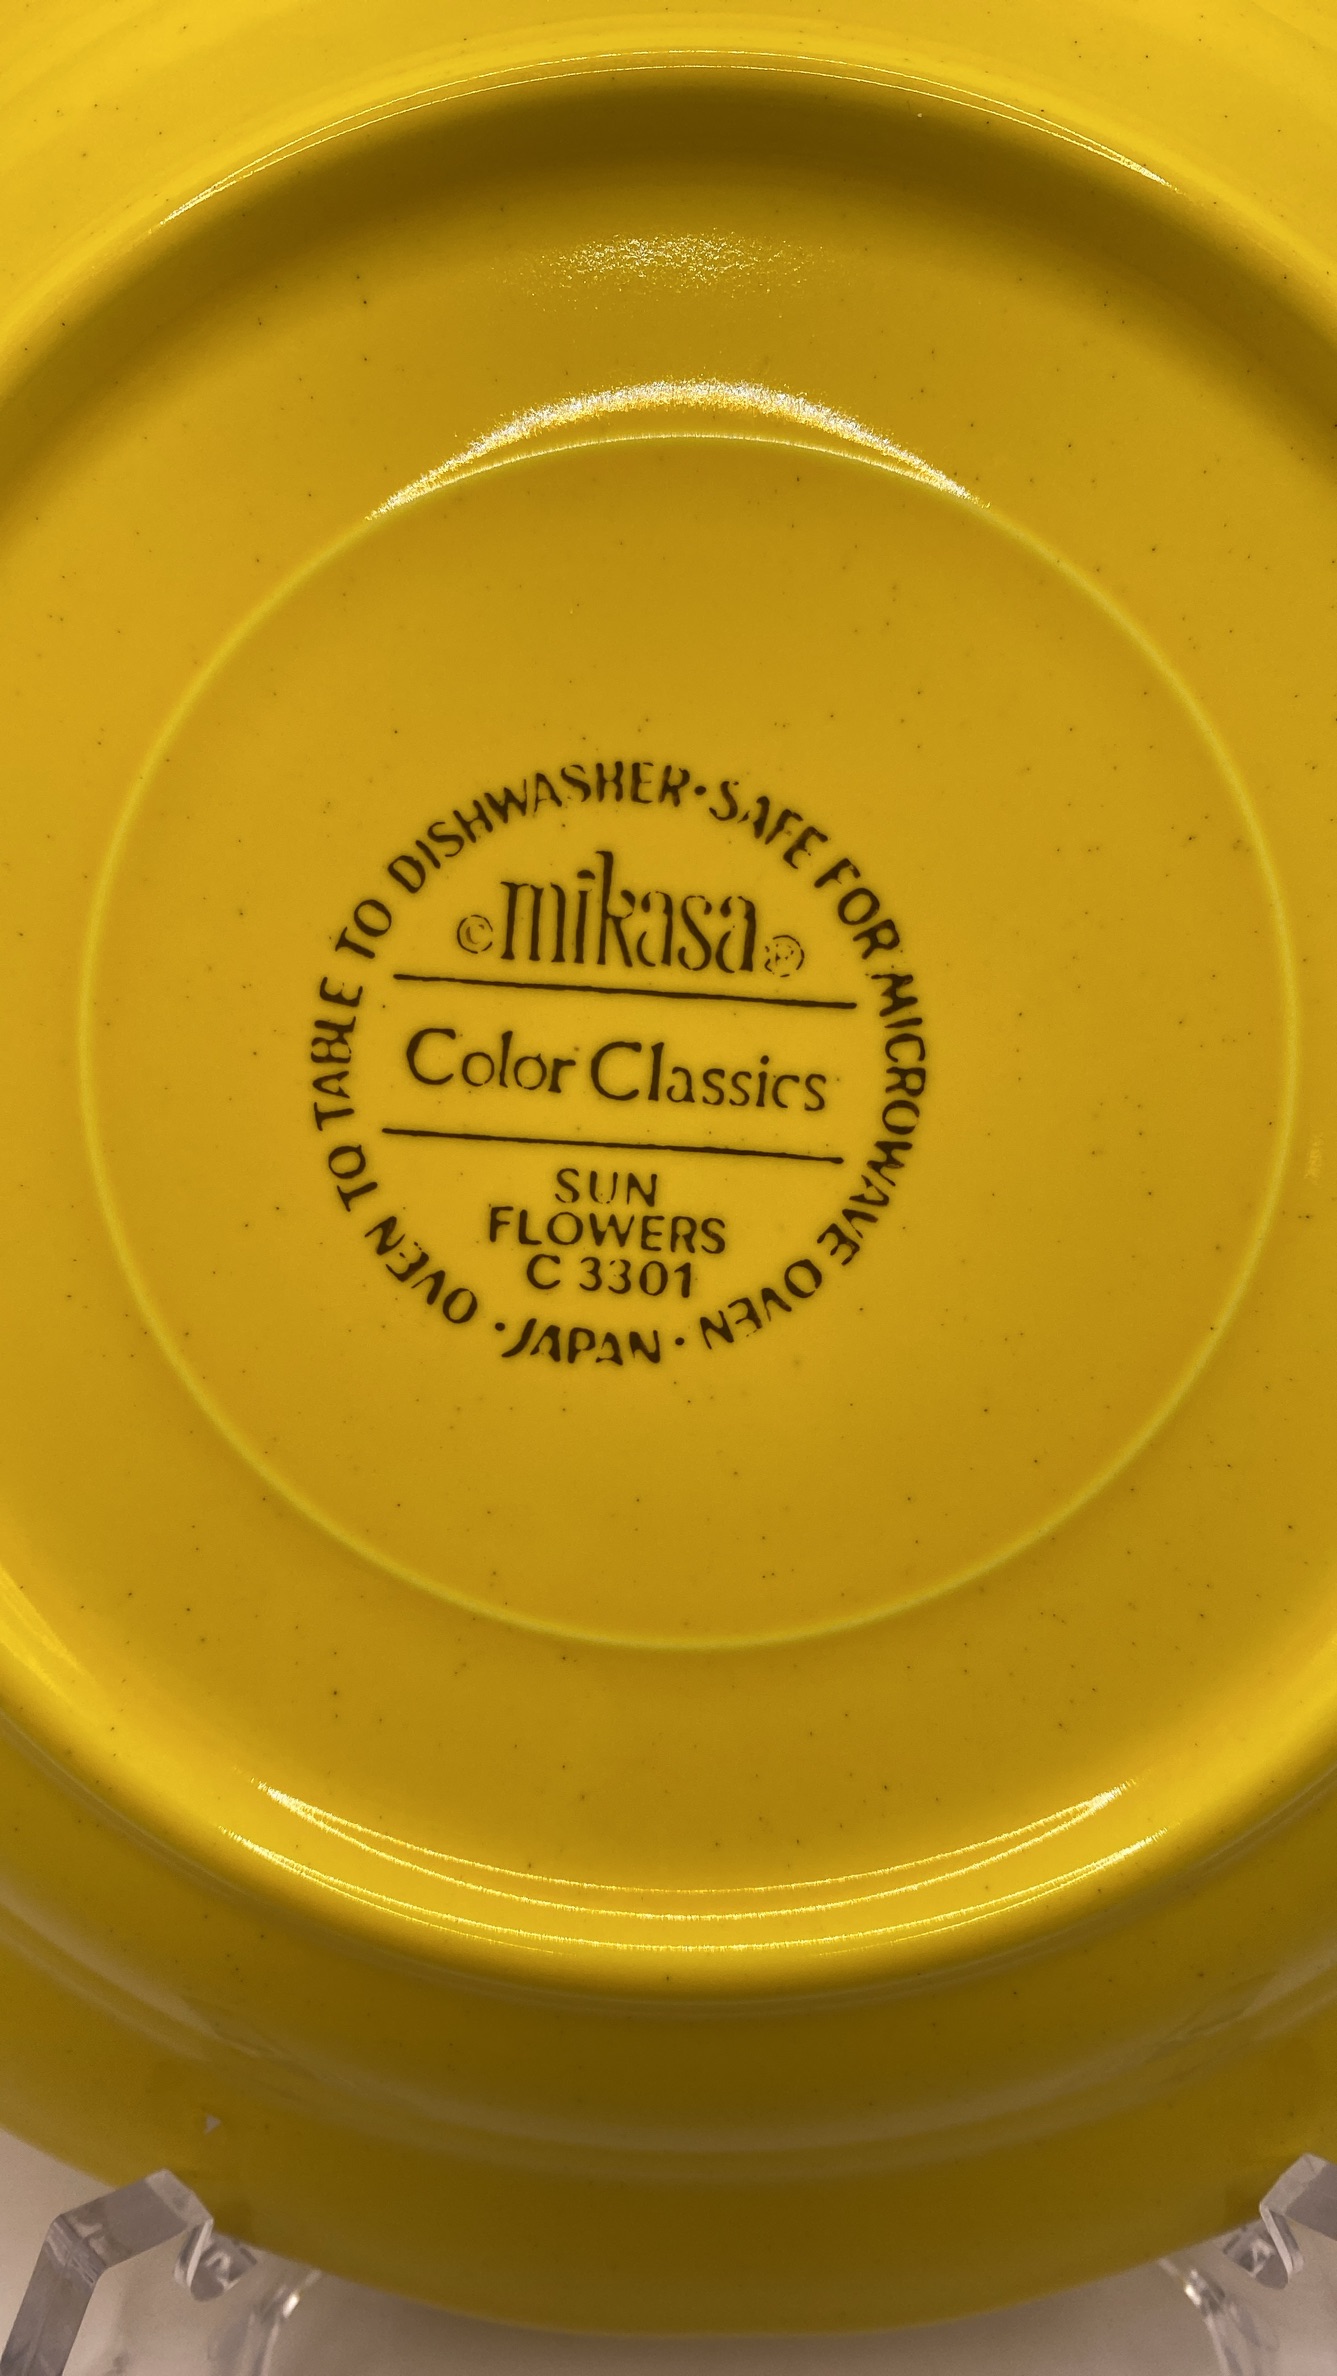 OVEN TO TABLE TO DISHWASHER · SAFE FOR MICROWAVE OVEN · JAPAN ·
© mikasa ®
Color Classics
SUN
FLOWERS
C 3301